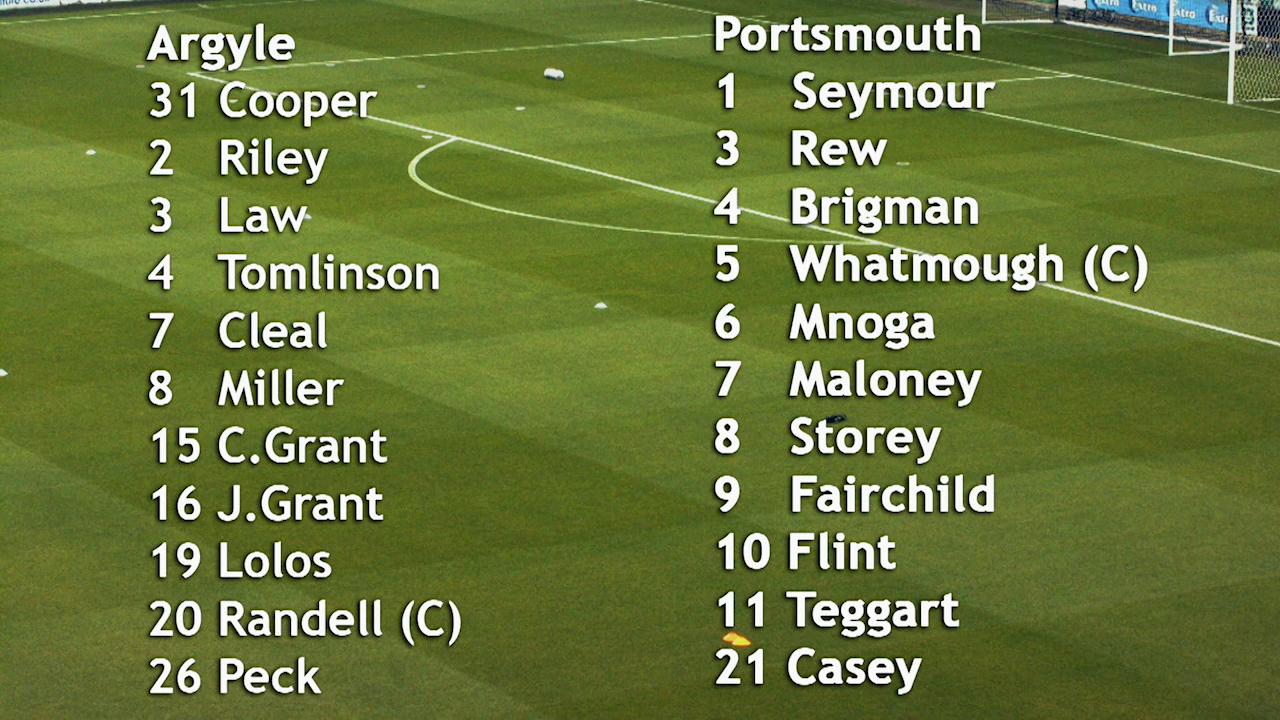 Argyle
31 Cooper
2 Riley
3 Law
4 Tomlinson
7 Cleal
8 Miller
15 C.Grant
16 J.Grant
19 Lolos
20 Randell (C)
26 Peck
Portsmouth
1 Seymour
3 Rew
4 Brigman
5 Whatmough (C)
6 Mnoga
7 Maloney
8 Storey
9 Fairchild
10 Flint
11 Teggart
21 Casey